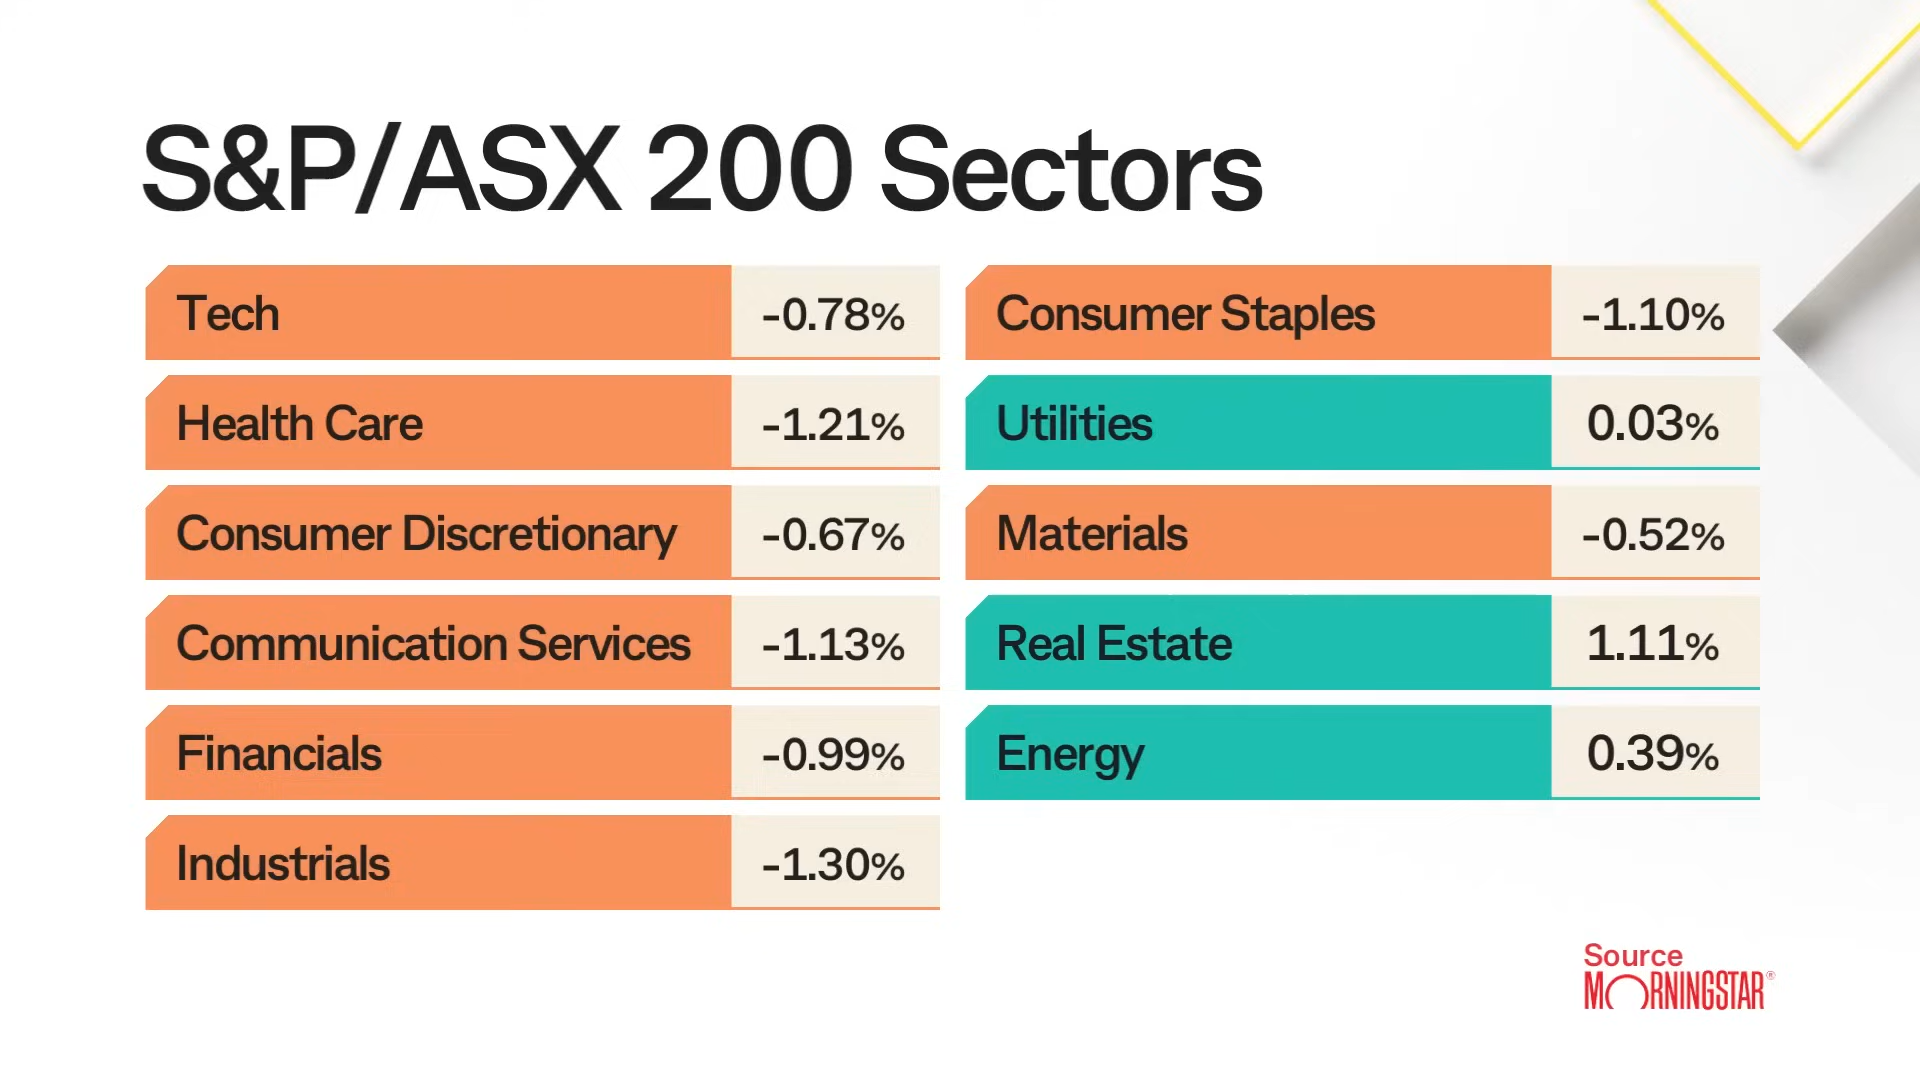 S&P/ASX 200 Sectors
Tech -0.78%
Health Care -1.21%
Consumer Discretionary -0.67%
Communication Services -1.13%
Financials -0.99%
Industrials -1.30%
Consumer Staples -1.10%
Utilities 0.03%
Materials -0.52%
Real Estate 1.11%
Energy 0.39%
Source
MORNINGSTAR®